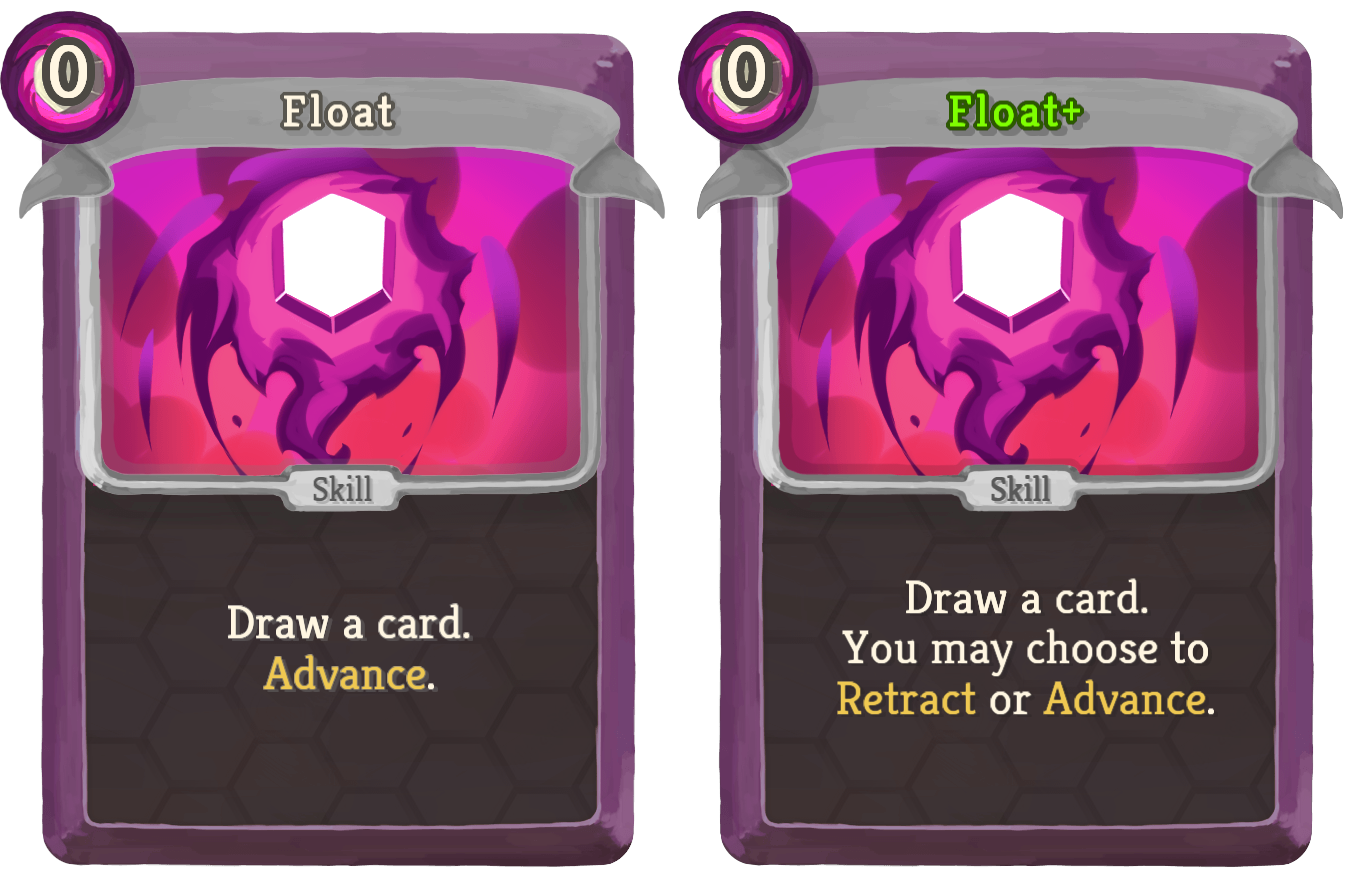 0
Float
Skill
Draw a card.
Advance.
0
Float+
Skill
Draw a card.
You may choose to
Retract or Advance.